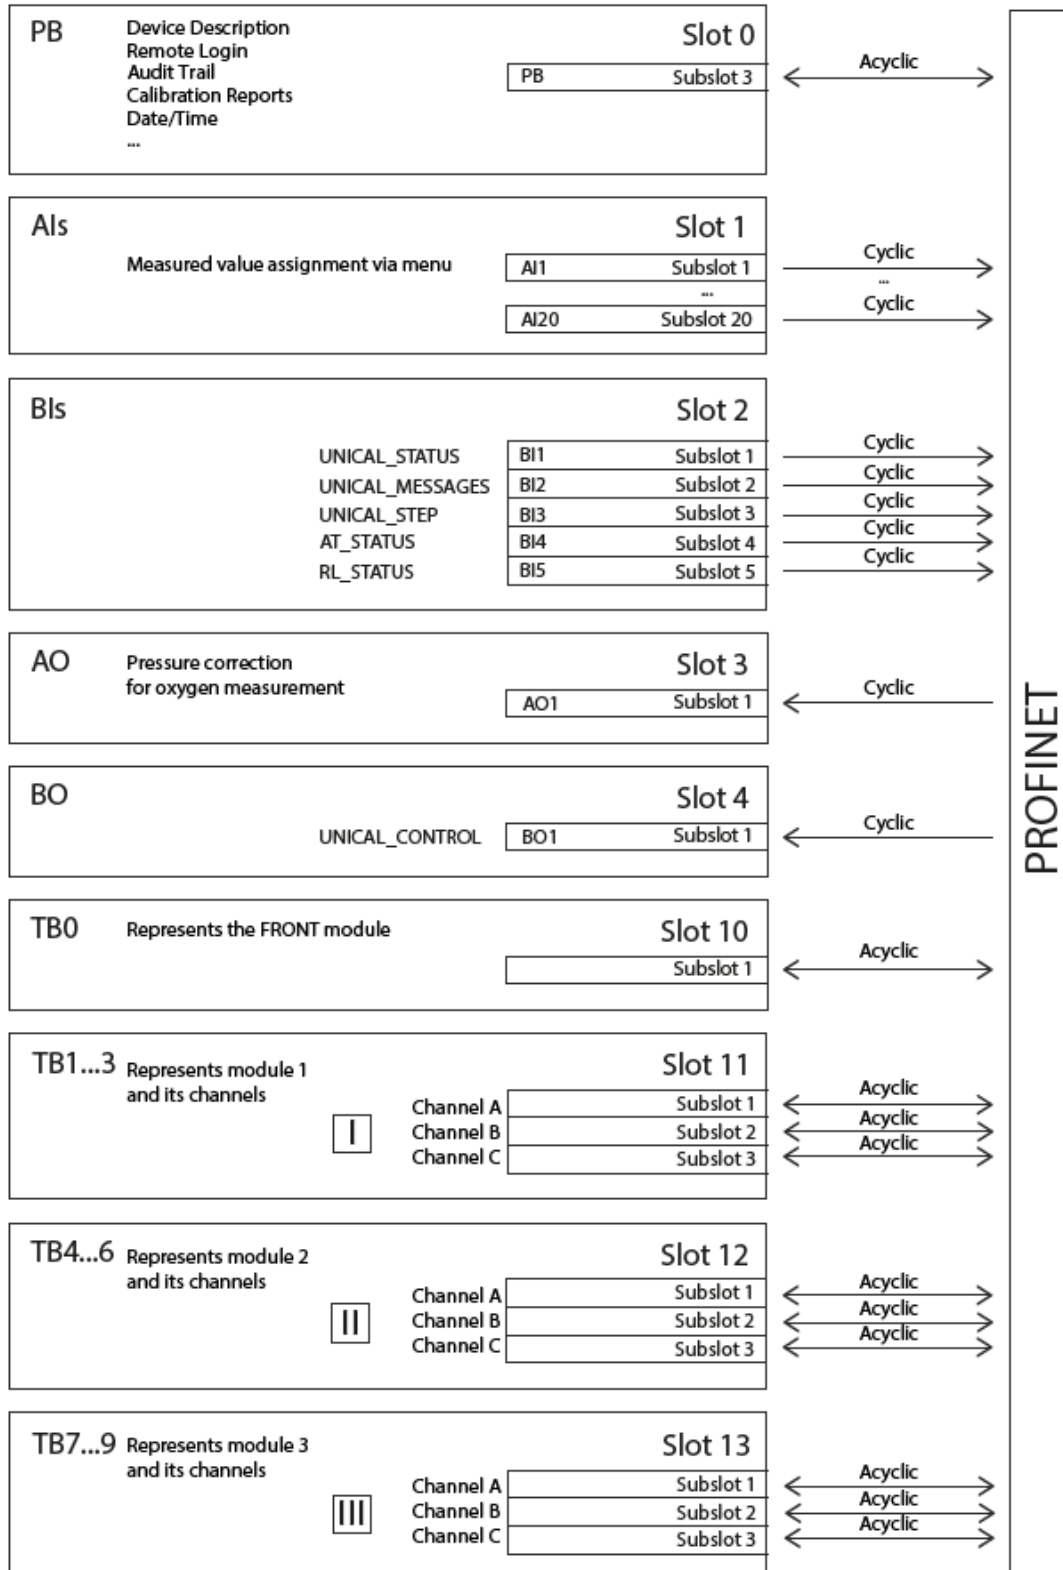 PB
Device Description
Remote Login
Audit Trail
Calibration Reports
Date/Time
...
Slot 0
PB Subslot 3
Acyclic
AIs
Measured value assignment via menu
Slot 1
AI1 Subslot 1
...
AI20 Subslot 20
Cyclic
...
Cyclic
BIs
Slot 2
UNICAL_STATUS BI1 Subslot 1 Cyclic
UNICAL_MESSAGES BI2 Subslot 2 Cyclic
UNICAL_STEP BI3 Subslot 3 Cyclic
AT_STATUS BI4 Subslot 4 Cyclic
RL_STATUS BI5 Subslot 5 Cyclic
AO
Pressure correction
for oxygen measurement
Slot 3
AO1 Subslot 1 Cyclic
BO
Slot 4
UNICAL_CONTROL BO1 Subslot 1 Cyclic
TB0
Represents the FRONT module
Slot 10
Subslot 1 Acyclic
TB1...3
Represents module 1
and its channels
I
Slot 11
Channel A Subslot 1 Acyclic
Channel B Subslot 2 Acyclic
Channel C Subslot 3 Acyclic
TB4...6
Represents module 2
and its channels
II
Slot 12
Channel A Subslot 1 Acyclic
Channel B Subslot 2 Acyclic
Channel C Subslot 3 Acyclic
TB7...9
Represents module 3
and its channels
III
Slot 13
Channel A Subslot 1 Acyclic
Channel B Subslot 2 Acyclic
Channel C Subslot 3 Acyclic
PROFINET